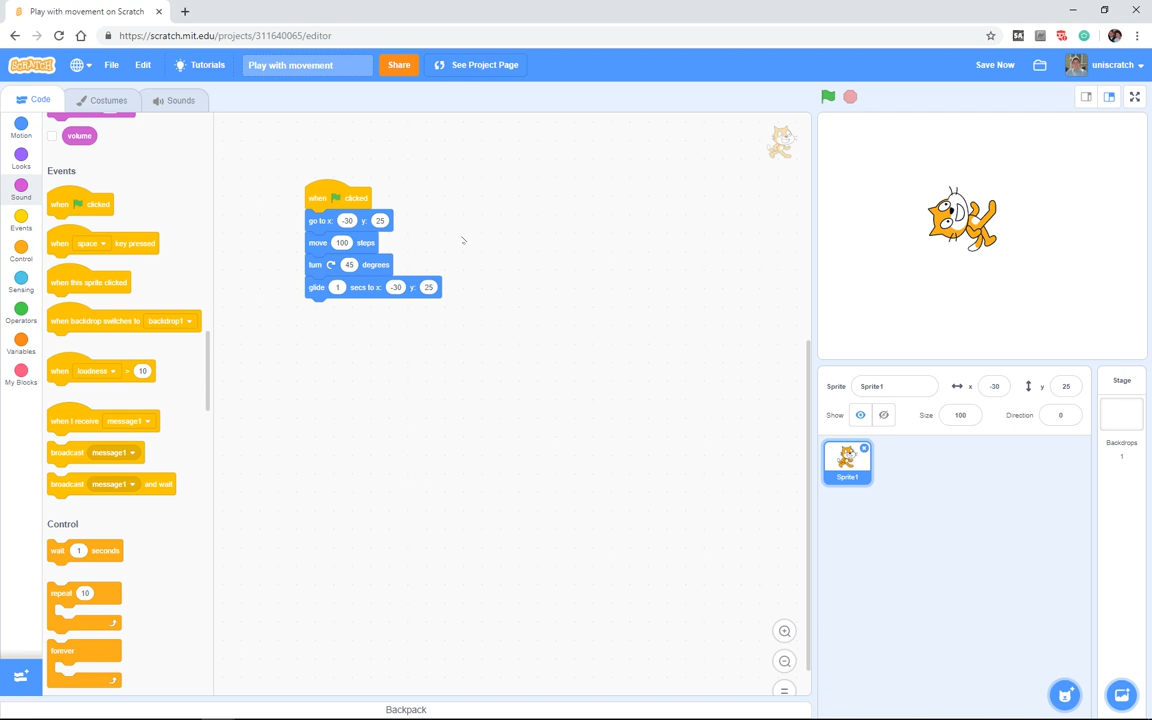 Play with movement on Scratch
https://scratch.mit.edu/projects/311640065/editor
SCRATCH File Edit Tutorials Play with movement Share See Project Page Save Now uniscratch
Code Costumes Sounds
Motion
Looks
Sound
Events
Control
Sensing
Operators
Variables
My Blocks
volume
Events
when clicked
when space key pressed
when this sprite clicked
when backdrop switches to backdrop1
when loudness > 10
when I receive message1
broadcast message1
broadcast message1 and wait
Control
wait 1 seconds
repeat 10
forever
when clicked
go to x: -30 y: 25
move 100 steps
turn 45 degrees
glide 1 secs to x: -30 y: 25
Sprite Sprite1 x -30 y 25
Show Size 100 Direction 0
Sprite1
Stage
Backdrops
1
Backpack